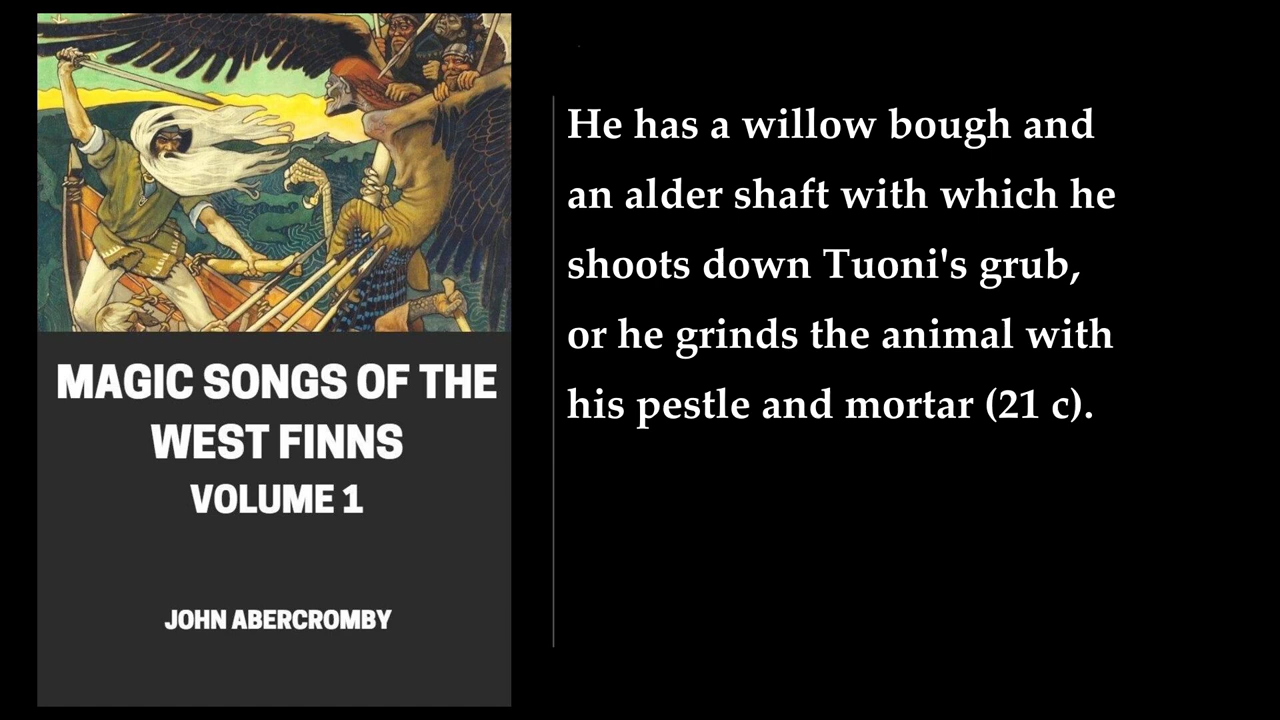 MAGIC SONGS OF THE
WEST FINNS
VOLUME 1
JOHN ABERCROMBY
He has a willow bough and
an alder shaft with which he
shoots down Tuoni's grub,
or he grinds the animal with
his pestle and mortar (21 c).